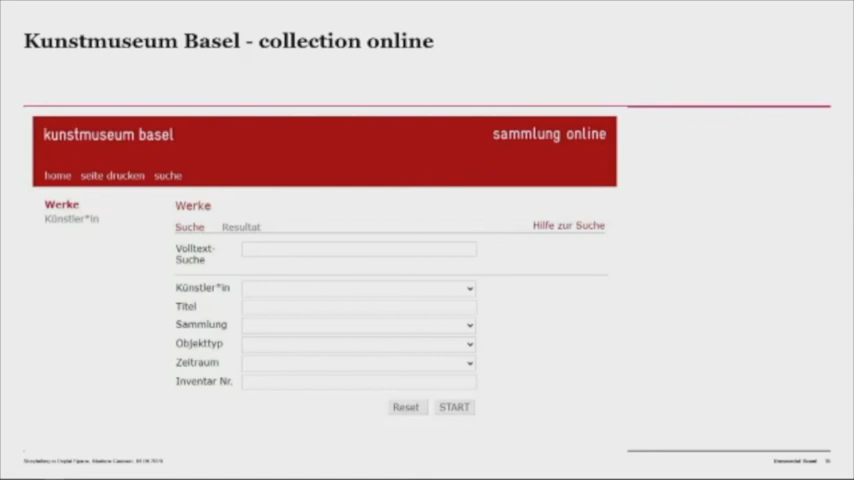 Kunstmuseum Basel - collection online
kunstmuseum basel
sammlung online
home seite drucken suche
Werke
Künstler*in
Werke
Suche Resultat
Hilfe zur Suche
Volltext-
Suche
Künstler*in
Titel
Sammlung
Objekttyp
Zeitraum
Inventar Nr.
Reset START